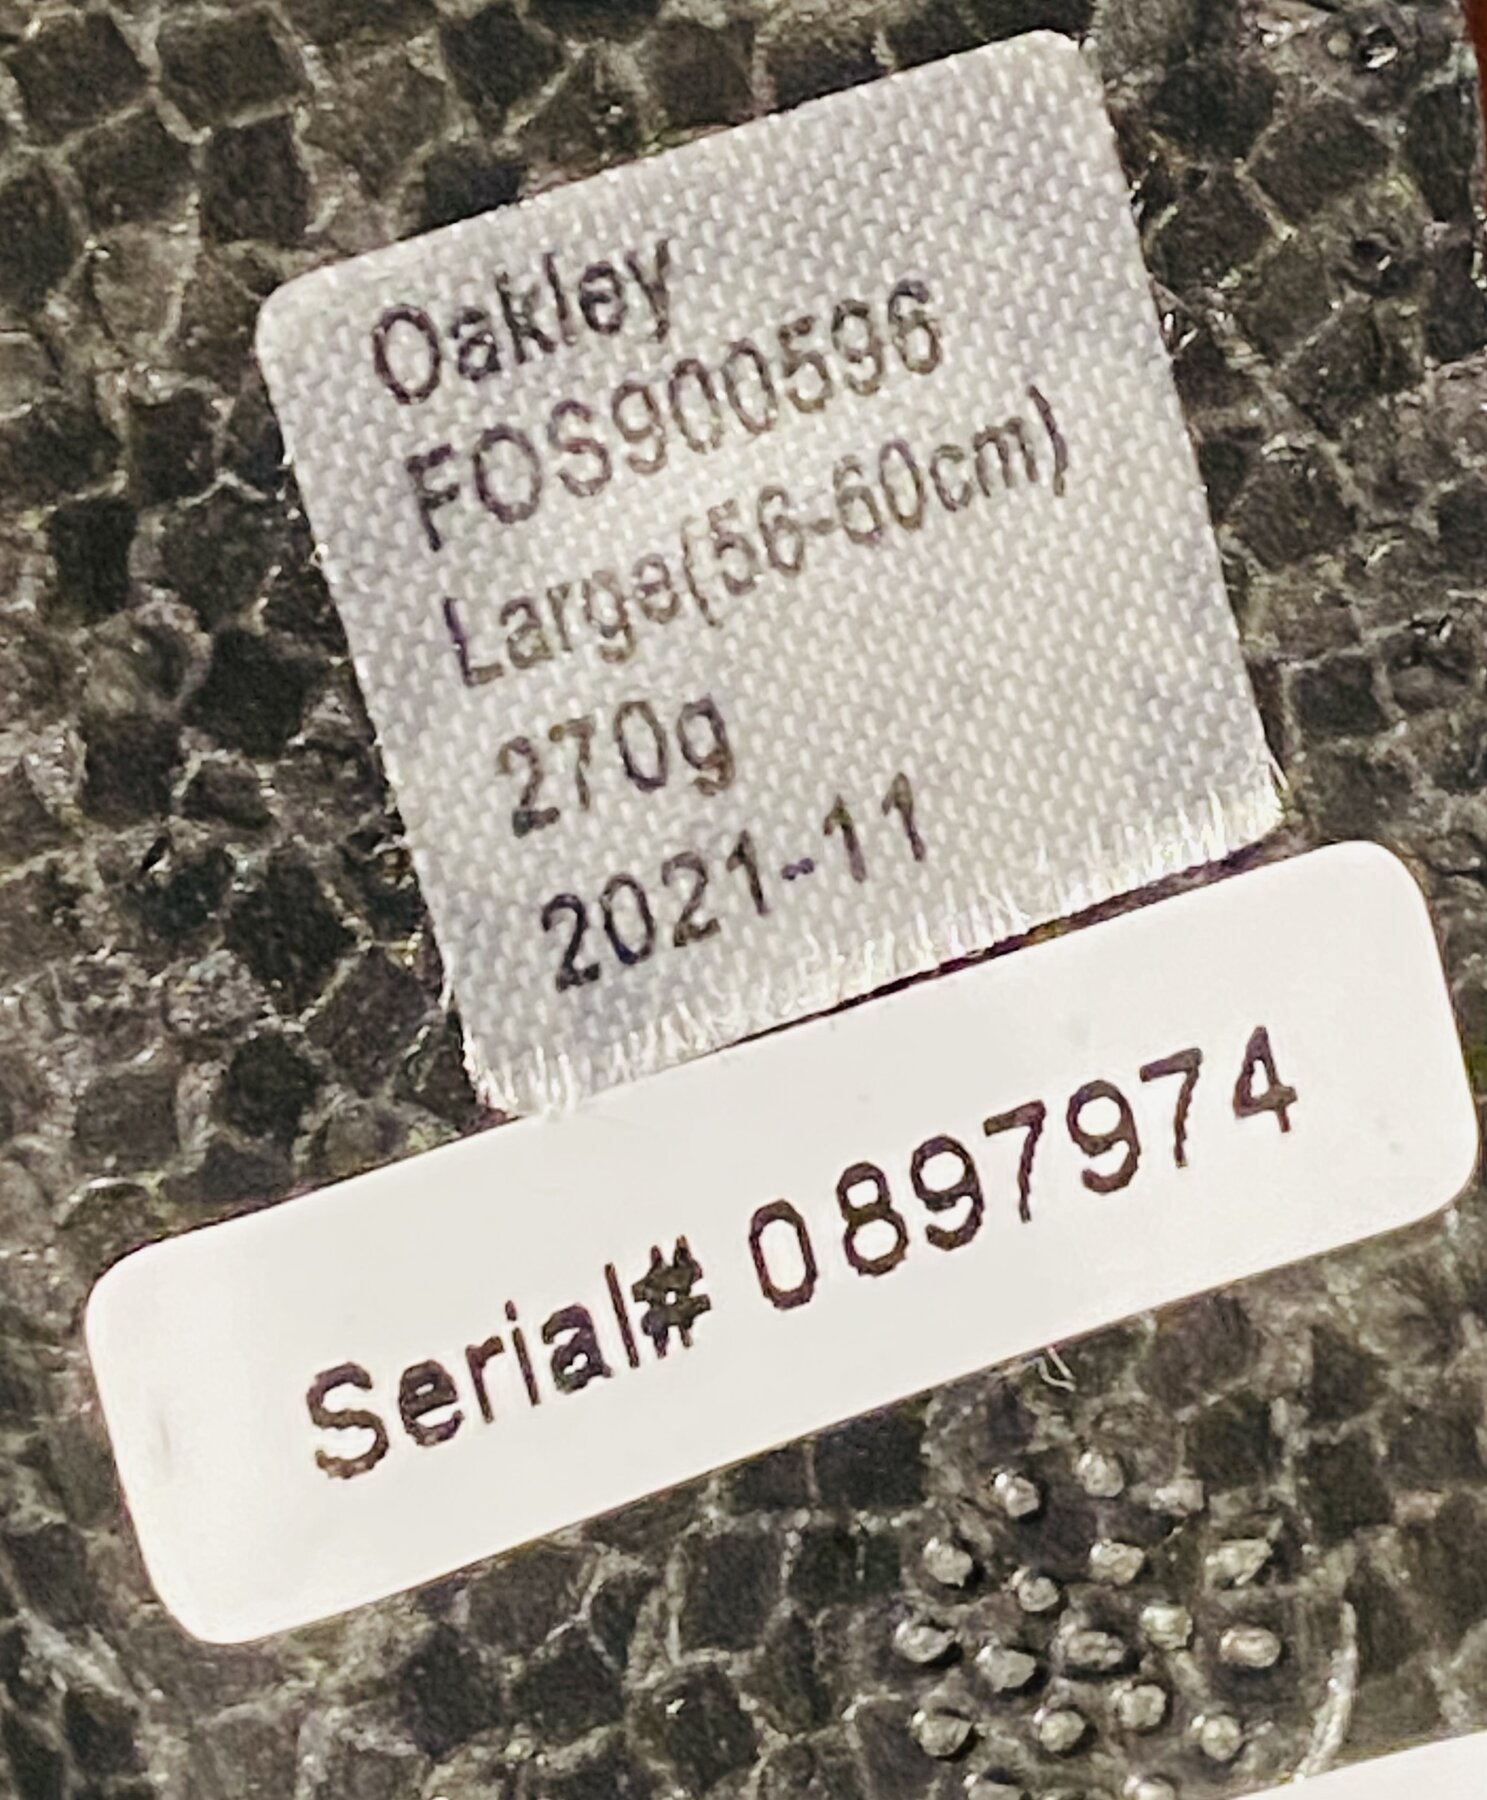 Oakley
FOS900596
Large(56-60cm)
270g
2021-11
Serial# 0897974